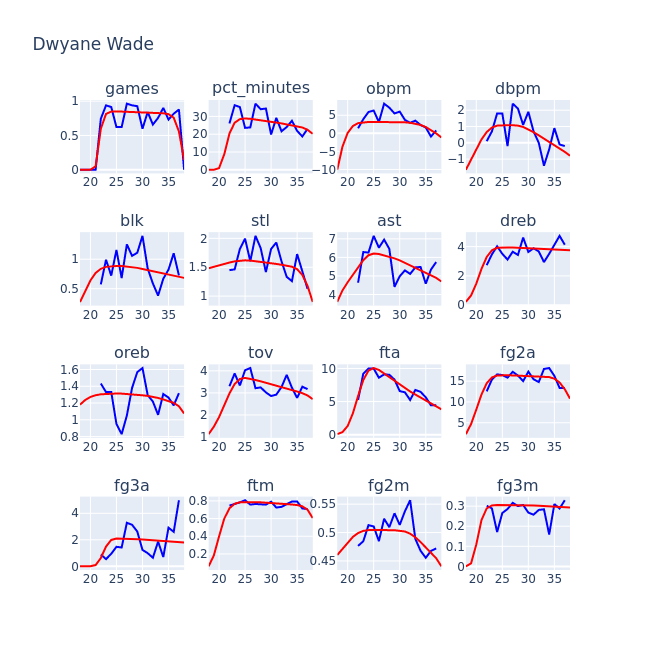 Dwyane Wade
games pct_minutes obpm dbpm
1 0.5 0 20 25 30 35
30 20 10 0 20 25 30 35
5 0 −5 −10 20 25 30 35
2 1 0 −1 20 25 30 35
blk stl ast dreb
1 0.5 20 25 30 35
2 1.5 1 20 25 30 35
7 6 5 4 20 25 30 35
4 2 0 20 25 30 35
oreb tov fta fg2a
1.6 1.4 1.2 1 0.8 20 25 30 35
4 3 2 1 20 25 30 35
10 5 0 20 25 30 35
15 10 5 20 25 30 35
fg3a ftm fg2m fg3m
4 2 0 20 25 30 35
0.8 0.6 0.4 0.2 20 25 30 35
0.55 0.5 0.45 20 25 30 35
0.3 0.2 0.1 0 20 25 30 35